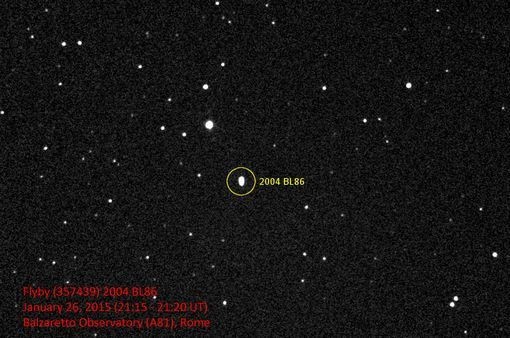 2004 BL86
Flyby (357439) 2004 BL86
January 26, 2015 (21:15 - 21:20 UT)
Balzaretto Observatory (A81), Rome